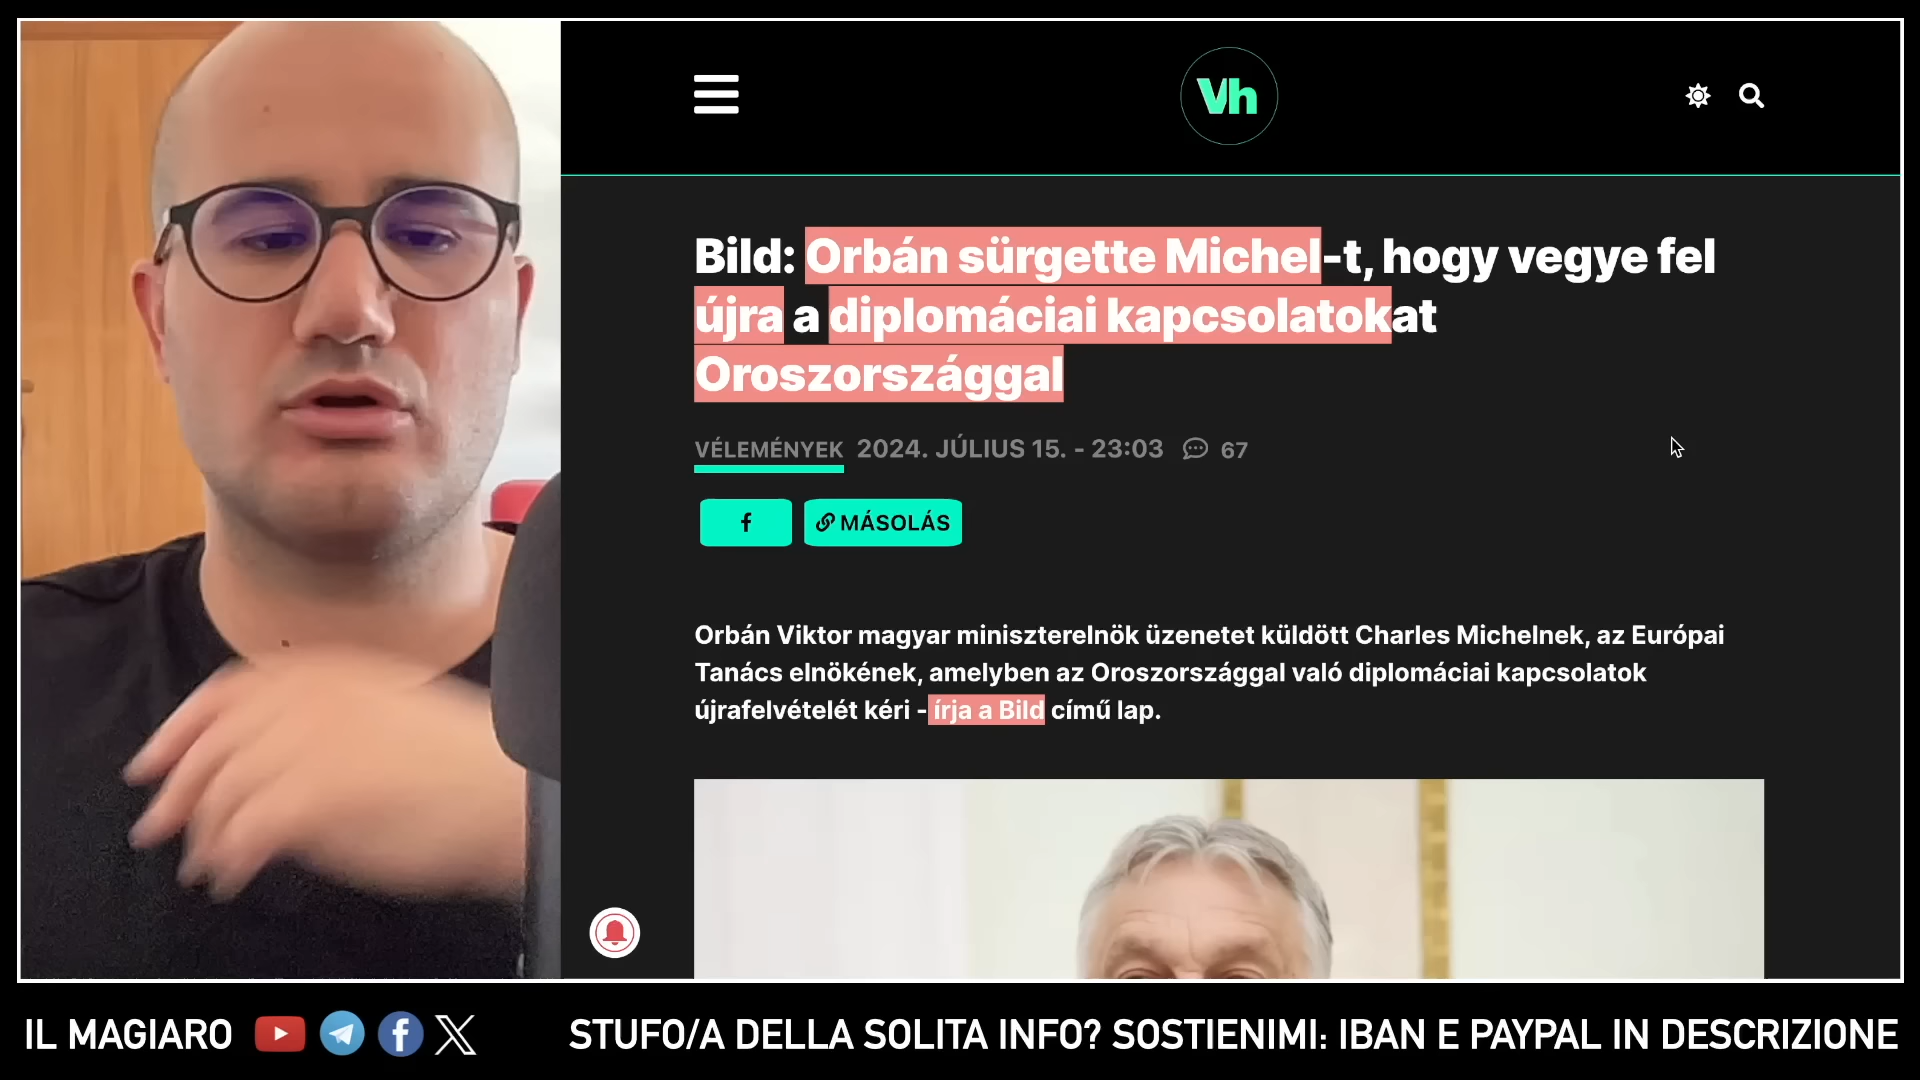 Vh
Bild: Orbán sürgette Michel-t, hogy vegye fel
újra a diplomáciai kapcsolatokat
Oroszországgal
VÉLEMÉNYEK 2024. JÚLIUS 15. - 23:03 67
f MÁSOLÁS
Orbán Viktor magyar miniszterelnök üzenetet küldött Charles Michelnek, az Európai
Tanács elnökének, amelyben az Oroszországgal való diplomáciai kapcsolatok
újrafelvételét kéri - írja a Bild című lap.
IL MAGIARO f X STUFO/A DELLA SOLITA INFO? SOSTIENIMI: IBAN E PAYPAL IN DESCRIZIONE